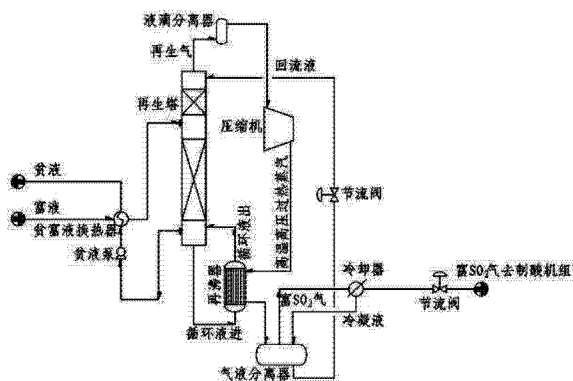 液滴分离器
再生气
回流液
再生塔
压缩机
贫液
高温高压过热蒸汽
节流阀
富液
循环液出
贫富液换热器
贫液泵
再沸器
冷却器
富SO₂气去制酸机组
富SO₂气
节流阀
循环液进
冷凝液
气液分离器